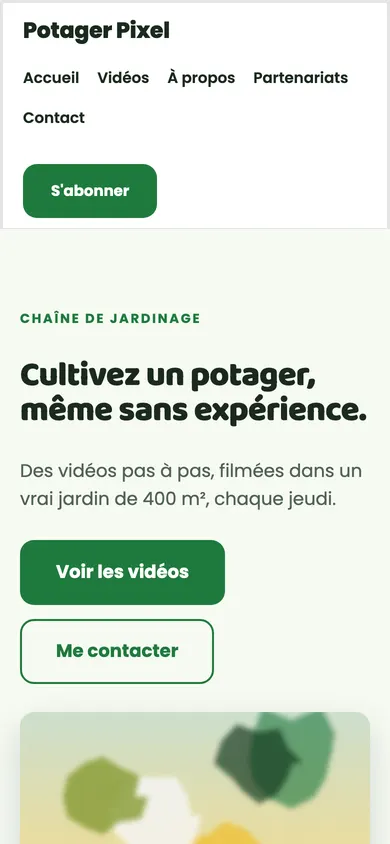 Potager Pixel
Accueil Vidéos À propos Partenariats
Contact
S'abonner
CHAÎNE DE JARDINAGE
Cultivez un potager,
même sans expérience.
Des vidéos pas à pas, filmées dans un
vrai jardin de 400 m², chaque jeudi.
Voir les vidéos
Me contacter